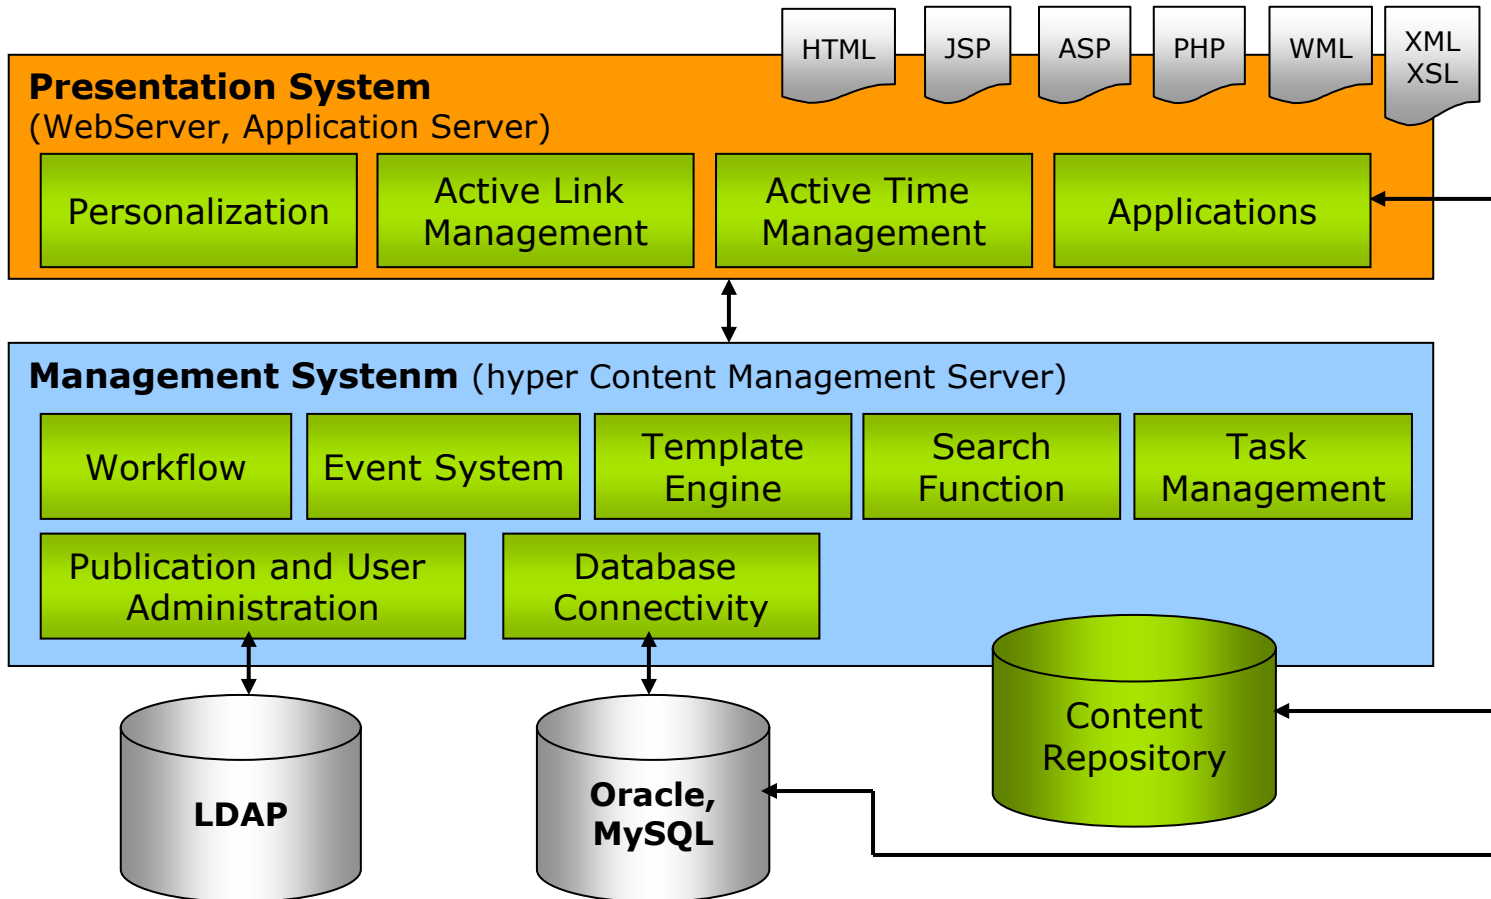 HTML
JSP
ASP
PHP
WML
XML
XSL
Presentation System
(WebServer, Application Server)
Personalization
Active Link
Management
Active Time
Management
Applications
Management Systenm (hyper Content Management Server)
Workflow
Event System
Template
Engine
Search
Function
Task
Management
Publication and User
Administration
Database
Connectivity
Content
Repository
LDAP
Oracle,
MySQL